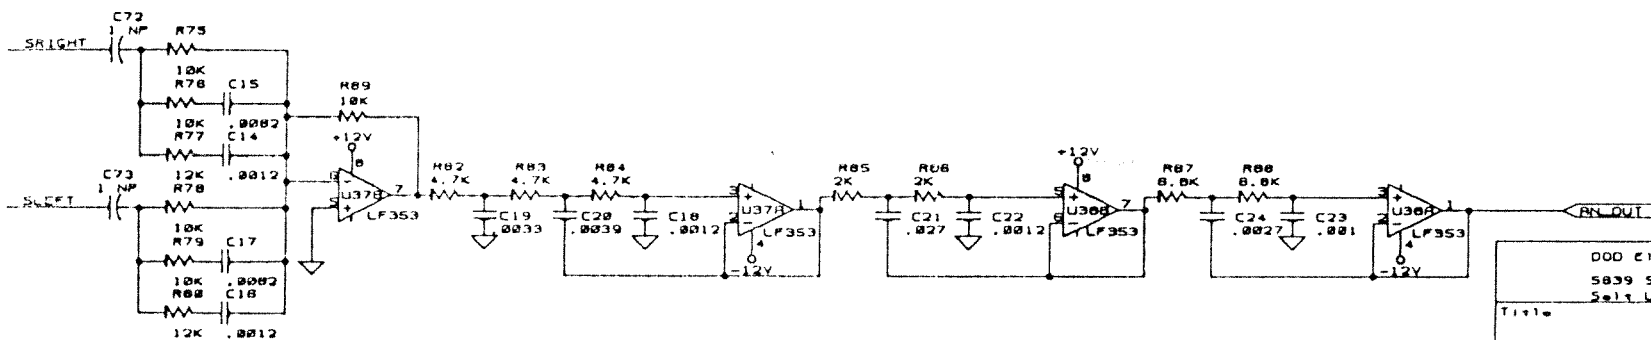 C72
1 NP
SRIGHT
R75
10K
R76
C15
10K
.0082
R77
C14
12K
.0012
C73
1 NP
SLEFT
R78
10K
R79
C17
10K
.0082
R80
C16
12K
.0012
R89
10K
+12V
8
6
5
7
U37B
LF353
R82
4.7K
R83
4.7K
R84
4.7K
C19
.0033
C20
.0039
C18
.0012
3
2
1
U37A
LF353
4
-12V
R85
2K
R86
2K
C21
.027
C22
.0012
+12V
8
5
6
7
U36B
LF353
R87
8.8K
R88
8.8K
C24
.0027
C23
.001
3
2
1
U36A
LF353
4
-12V
AN_OUT
DOD
5839 S
Salt L
Title